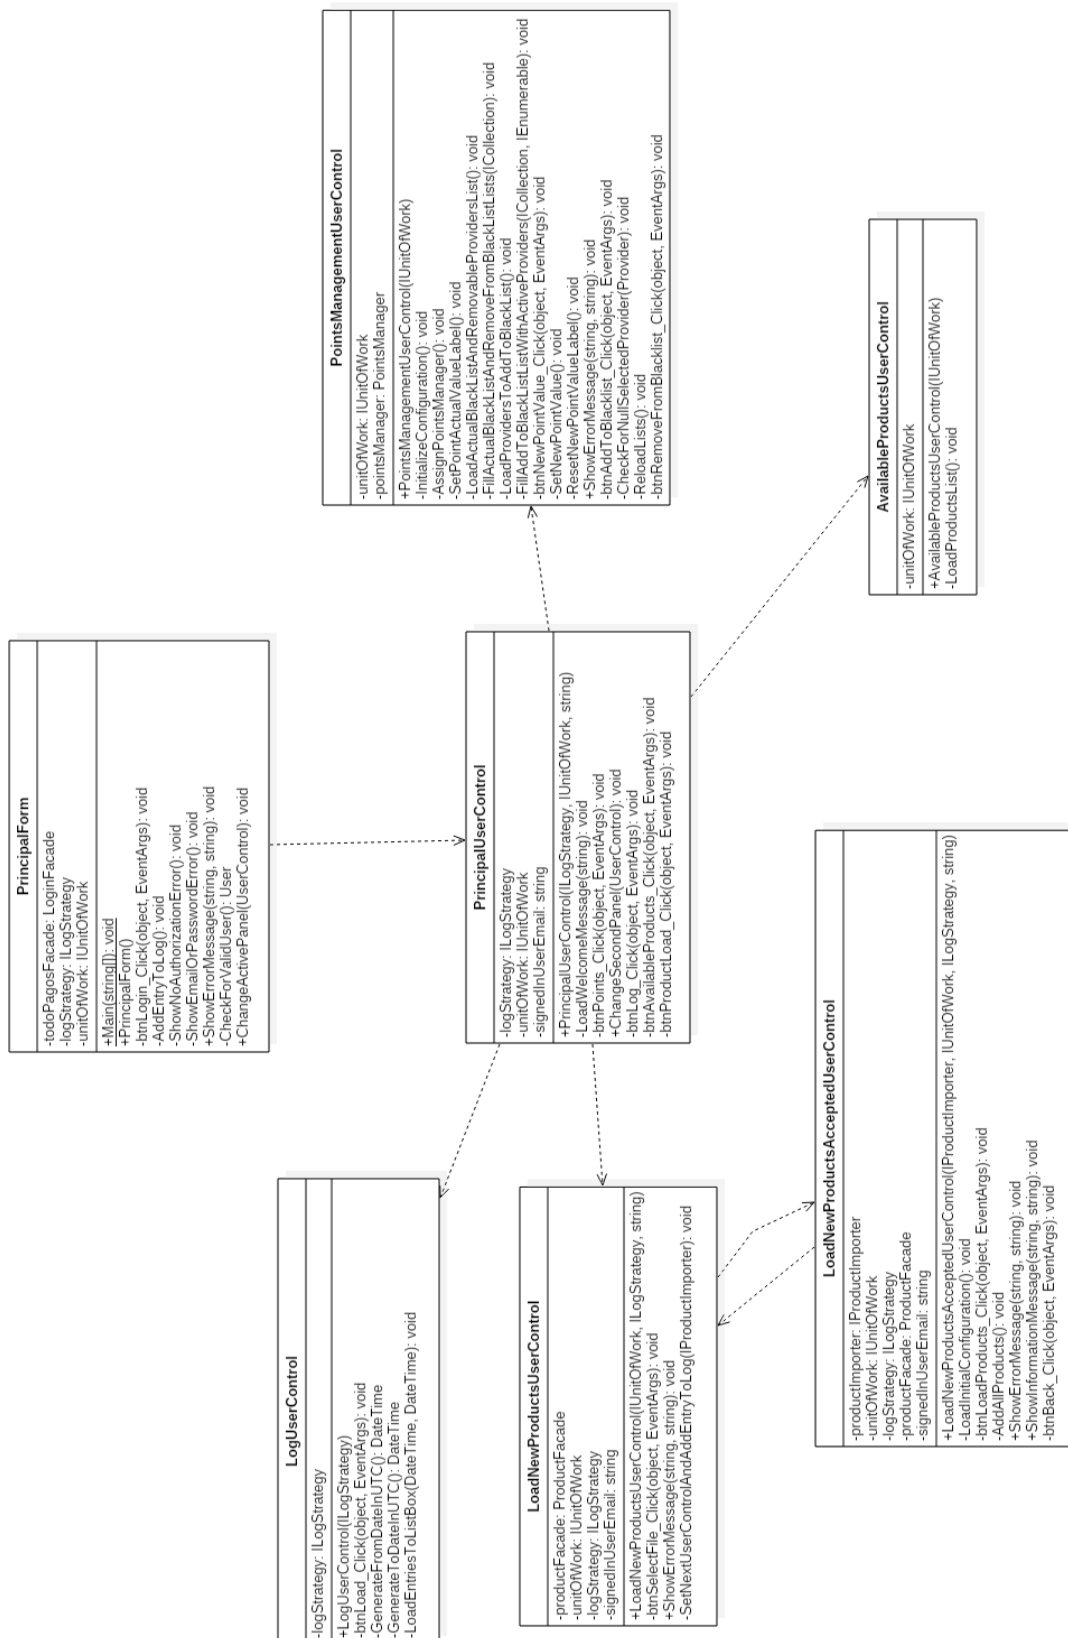 PrincipalForm
-todoPagosFacade: LoginFacade
-logStrategy: ILogStrategy
-unitOfWork: IUnitOfWork
+Main(string[]): void
+PrincipalForm()
-btnLogin_Click(object, EventArgs): void
-AddEntryToLog(): void
-ShowNoAuthorizationError(): void
-ShowEmailOrPasswordError(): void
+ShowErrorMessage(string, string): void
-CheckForValidUser(): User
+ChangeActivePanel(UserControl): void
LogUserControl
-logStrategy: ILogStrategy
+LogUserControl(ILogStrategy)
-btnLoad_Click(object, EventArgs): void
-GenerateFromDateInUTC(): DateTime
-GenerateToDateInUTC(): DateTime
-LoadEntriesToListBox(DateTime, DateTime): void
PrincipalUserControl
-logStrategy: ILogStrategy
-unitOfWork: IUnitOfWork
-signedInUserEmail: string
+PrincipalUserControl(ILogStrategy, IUnitOfWork, string)
-LoadWelcomeMessage(string): void
-btnPoints_Click(object, EventArgs): void
+ChangeSecondPanel(UserControl): void
-btnLog_Click(object, EventArgs): void
-btnAvailableProducts_Click(object, EventArgs): void
-btnProductLoad_Click(object, EventArgs): void
PointsManagementUserControl
-unitOfWork: IUnitOfWork
-pointsManager: PointsManager
+PointsManagementUserControl(IUnitOfWork)
-InitializeConfiguration(): void
-AssignPointsManager(): void
-SetPointActualValueLabel(): void
-LoadActualBlackListAndRemovableProvidersList(): void
-FillActualBlackListAndRemoveFromBlackListLists(ICollection): void
-LoadProvidersToAddToBlackList(): void
-FillAddToBlackListListWithActiveProviders(ICollection, IEnumerable): void
-btnNewPointValue_Click(object, EventArgs): void
-SetNewPointValue(): void
-ResetNewPointValueLabel(): void
+ShowErrorMessage(string, string): void
-btnAddToBlacklist_Click(object, EventArgs): void
-CheckForNullSelectedProvider(Provider): void
-ReloadLists(): void
-btnRemoveFromBlacklist_Click(object, EventArgs): void
LoadNewProductsUserControl
-productFacade: ProductFacade
-unitOfWork: IUnitOfWork
-logStrategy: ILogStrategy
-signedInUserEmail: string
+LoadNewProductsUserControl(IUnitOfWork, ILogStrategy, string)
-btnSelectFile_Click(object, EventArgs): void
+ShowErrorMessage(string, string): void
-SetNextUserControlAndAddEntryToLog(IProductImporter): void
LoadNewProductsAcceptedUserControl
-productImporter: IProductImporter
-unitOfWork: IUnitOfWork
-logStrategy: ILogStrategy
-productFacade: ProductFacade
-signedInUserEmail: string
+LoadNewProductsAcceptedUserControl(IProductImporter, IUnitOfWork, ILogStrategy, string)
-LoadInitialConfiguration(): void
-btnLoadProducts_Click(object, EventArgs): void
-AddAllProducts(): void
+ShowErrorMessage(string, string): void
+ShowInformationMessage(string, string): void
-btnBack_Click(object, EventArgs): void
AvailableProductsUserControl
-unitOfWork: IUnitOfWork
+AvailableProductsUserControl(IUnitOfWork)
-LoadProductsList(): void